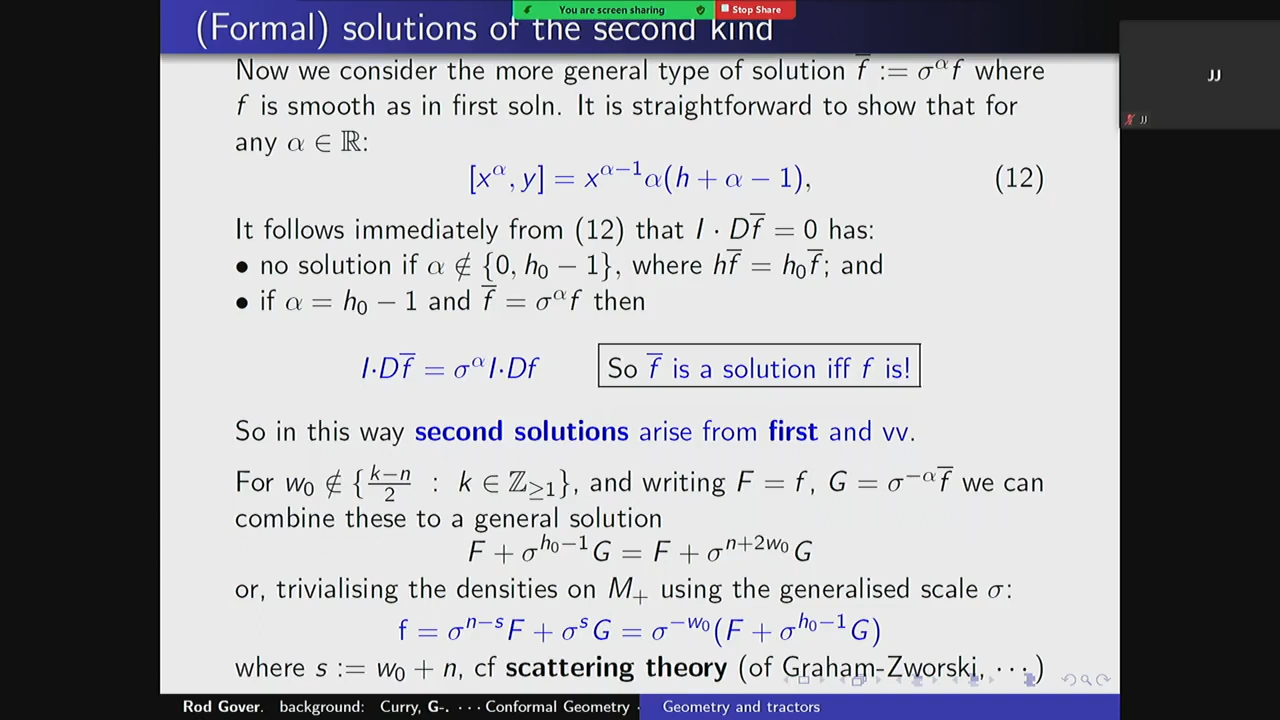 You are screen sharing
Stop Share
(Formal) solutions of the second kind
JJ
JJ
Now we consider the more general type of solution f̅ := σ^α f where
f is smooth as in first soln. It is straightforward to show that for
any α ∈ ℝ:
[x^α, y] = x^{α−1}α(h + α − 1), (12)
It follows immediately from (12) that I · Df̅ = 0 has:
• no solution if α ∉ {0, h₀ − 1}, where hf̅ = h₀f̅; and
• if α = h₀ − 1 and f̅ = σ^α f then
I·Df̅ = σ^α I·Df So f̅ is a solution iff f is!
So in this way second solutions arise from first and vv.
For w₀ ∉ {(k−n)/2 : k ∈ ℤ_{≥1}}, and writing F = f, G = σ^{−α}f̅ we can
combine these to a general solution
F + σ^{h₀−1}G = F + σ^{n+2w₀}G
or, trivialising the densities on M₊ using the generalised scale σ:
f = σ^{n−s}F + σ^s G = σ^{−w₀}(F + σ^{h₀−1}G)
where s := w₀ + n, cf scattering theory (of Graham-Zworski, ⋯)
Rod Gover. background: Curry, G-. ⋯ Conformal Geometry ·
Geometry and tractors